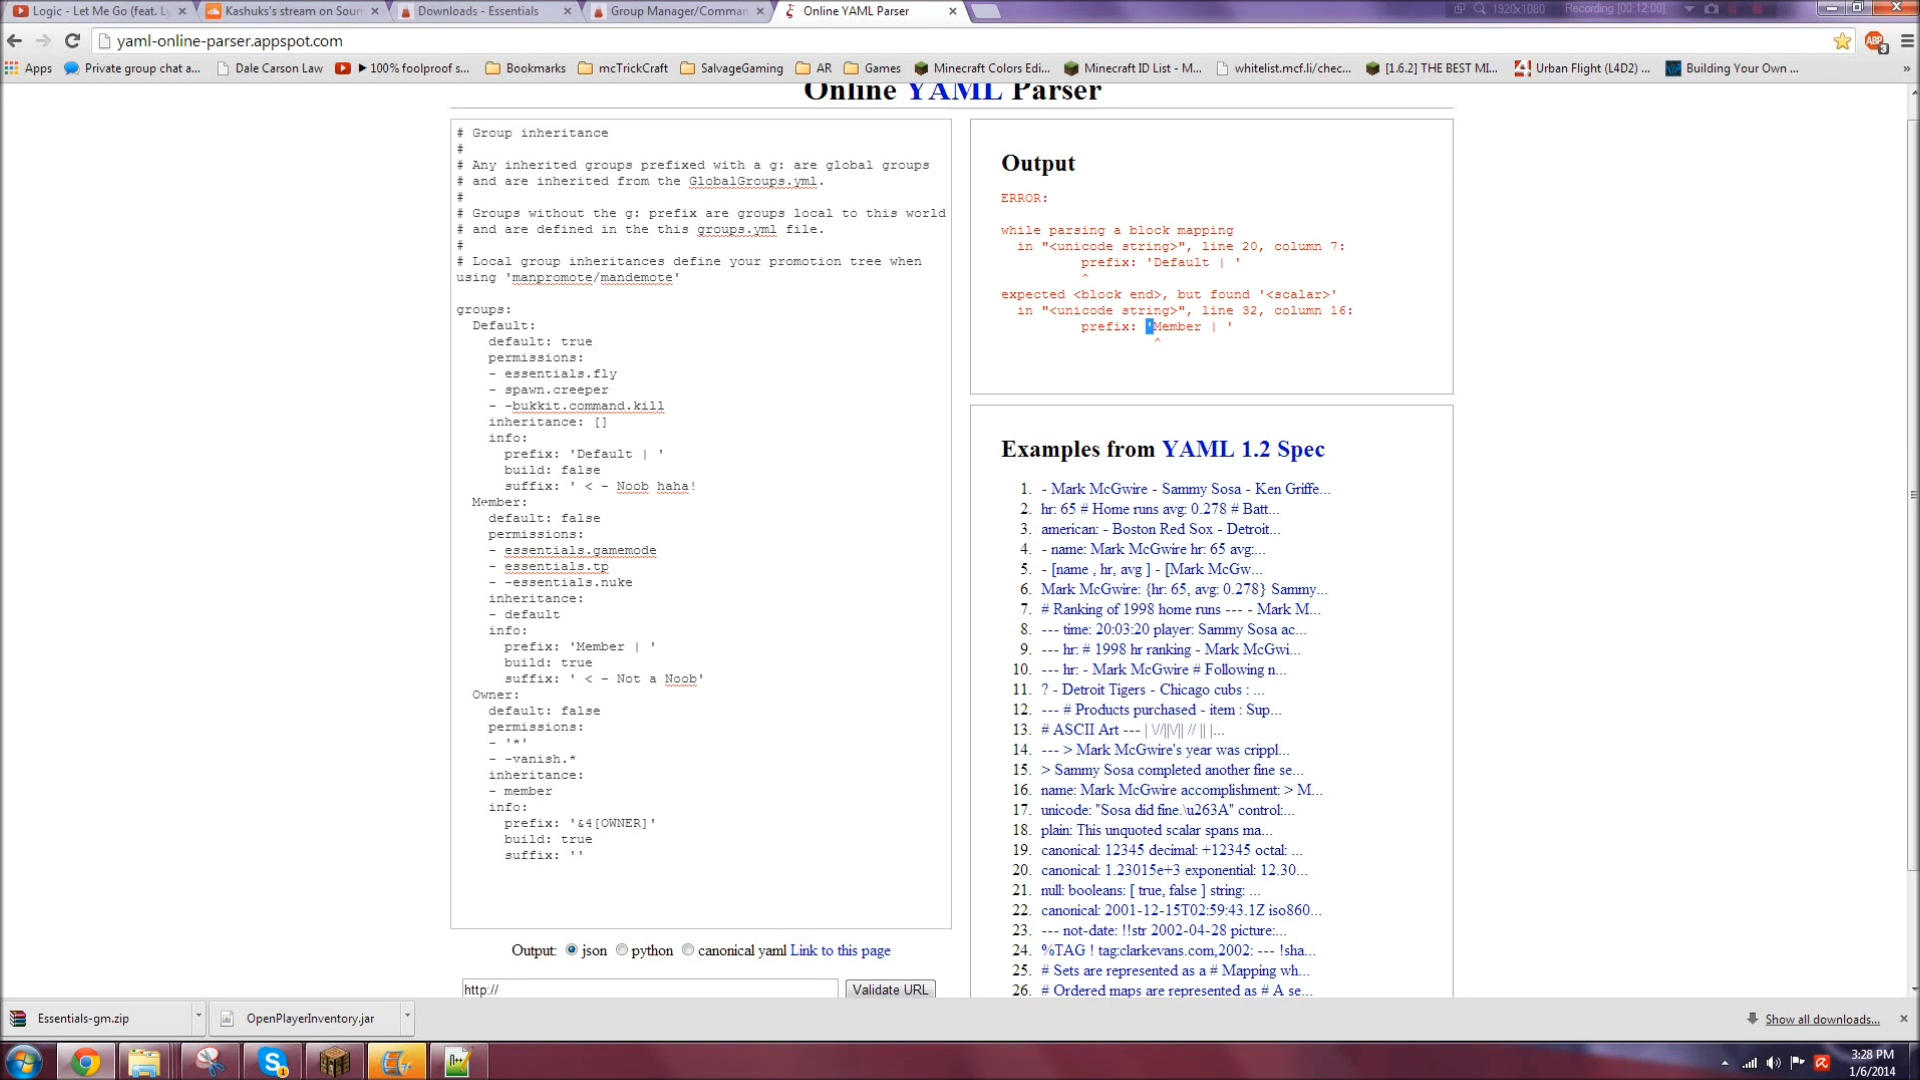 Logic - Let Me Go (feat. Ly
Kashuks's stream on Soun
Downloads - Essentials
Group Manager/Comman
Online YAML Parser
1920x1080
Recording [00:12:00]
yaml-online-parser.appspot.com
Apps
Private group chat a...
Dale Carson Law
►100% foolproof s...
Bookmarks
mcTrickCraft
SalvageGaming
AR
Games
Minecraft Colors Edi...
Minecraft ID List - M...
whitelist.mcf.li/chec...
[1.6.2] THE BEST MI...
Urban Flight (L4D2) ...
Building Your Own ...
»
Online YAML Parser
# Group inheritance
#
# Any inherited groups prefixed with a g: are global groups
# and are inherited from the GlobalGroups.yml.
#
# Groups without the g: prefix are groups local to this world
# and are defined in the this groups.yml file.
#
# Local group inheritances define your promotion tree when
using 'manpromote/mandemote'
groups:
Default:
default: true
permissions:
- essentials.fly
- spawn.creeper
- -bukkit.command.kill
inheritance: []
info:
prefix: 'Default | '
build: false
suffix: ' < - Noob haha!
Member:
default: false
permissions:
- essentials.gamemode
- essentials.tp
- -essentials.nuke
inheritance:
- default
info:
prefix: 'Member | '
build: true
suffix: ' < - Not a Noob'
Owner:
default: false
permissions:
- '*'
- -vanish.*
inheritance:
- member
info:
prefix: '&4[OWNER]'
build: true
suffix: ''
Output: json python canonical yaml Link to this page
http://
Validate URL
Output
ERROR:
while parsing a block mapping
in "<unicode string>", line 20, column 7:
prefix: 'Default | '
^
expected <block end>, but found '<scalar>'
in "<unicode string>", line 32, column 16:
prefix: 'Member | '
^
Examples from YAML 1.2 Spec
1. - Mark McGwire - Sammy Sosa - Ken Griffe...
2. hr: 65 # Home runs avg: 0.278 # Batt...
3. american: - Boston Red Sox - Detroit...
4. - name: Mark McGwire hr: 65 avg:...
5. - [name , hr, avg ] - [Mark McGw...
6. Mark McGwire: {hr: 65, avg: 0.278} Sammy...
7. # Ranking of 1998 home runs --- - Mark M...
8. --- time: 20:03:20 player: Sammy Sosa ac...
9. --- hr: # 1998 hr ranking - Mark McGwi...
10. --- hr: - Mark McGwire # Following n...
11. ? - Detroit Tigers - Chicago cubs : ...
12. --- # Products purchased - item : Sup...
13. # ASCII Art --- | \//||\/|| // || |...
14. --- > Mark McGwire's year was crippl...
15. > Sammy Sosa completed another fine se...
16. name: Mark McGwire accomplishment: > M...
17. unicode: "Sosa did fine.\u263A" control:...
18. plain: This unquoted scalar spans ma...
19. canonical: 12345 decimal: +12345 octal: ...
20. canonical: 1.23015e+3 exponential: 12.30...
21. null: booleans: [ true, false ] string: ...
22. canonical: 2001-12-15T02:59:43.1Z iso860...
23. --- not-date: !!str 2002-04-28 picture:...
24. %TAG ! tag:clarkevans.com,2002: --- !sha...
25. # Sets are represented as a # Mapping wh...
26. # Ordered maps are represented as # A se...
Essentials-gm.zip
OpenPlayerInventory.jar
Show all downloads...
3:28 PM
1/6/2014